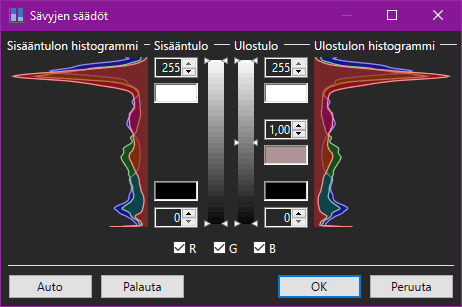 Sävyjen säädöt
Sisääntulon histogrammi
Sisääntulo
Ulostulo
Ulostulon histogrammi
255
255
1,00
0
0
R
G
B
Auto
Palauta
OK
Peruuta